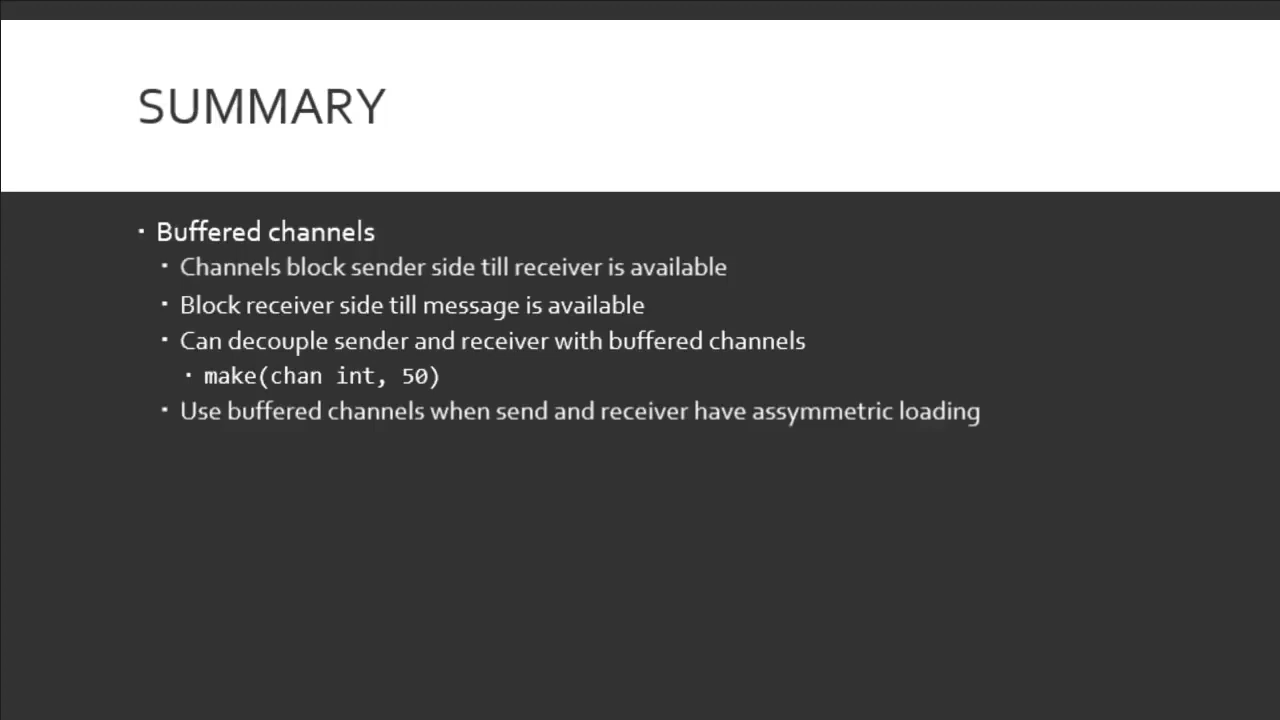 SUMMARY
▪ Buffered channels
▪ Channels block sender side till receiver is available
▪ Block receiver side till message is available
▪ Can decouple sender and receiver with buffered channels
▪ make(chan int, 50)
▪ Use buffered channels when send and receiver have assymmetric loading